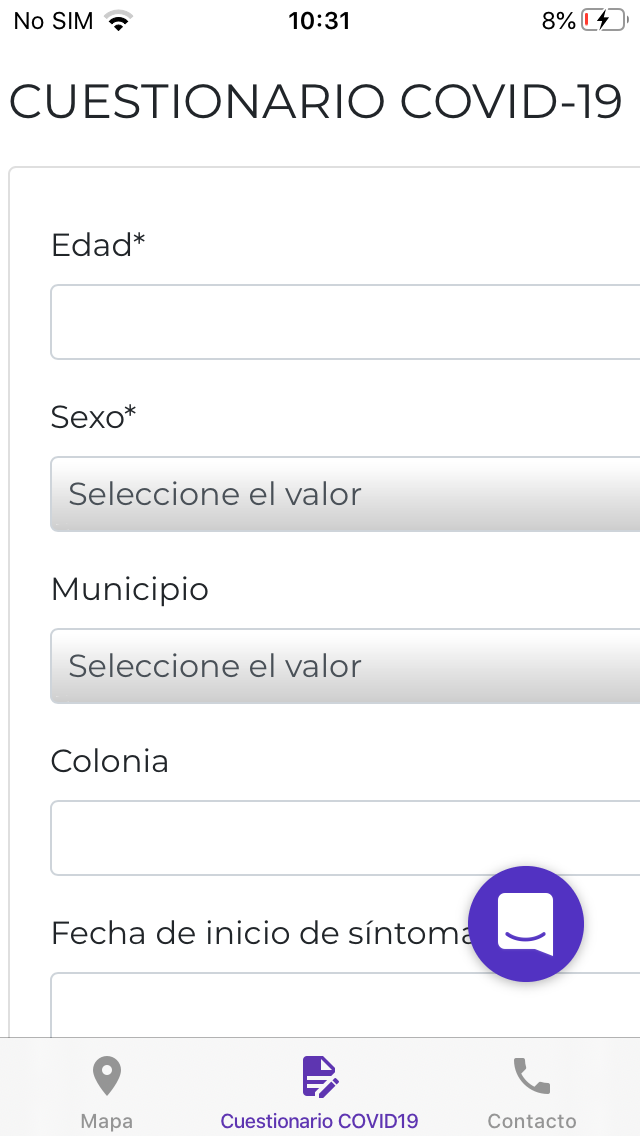 No SIM 10:31 8%
CUESTIONARIO COVID-19
Edad*
Sexo*
Seleccione el valor
Municipio
Seleccione el valor
Colonia
Fecha de inicio de síntoma
Mapa Cuestionario COVID19 Contacto